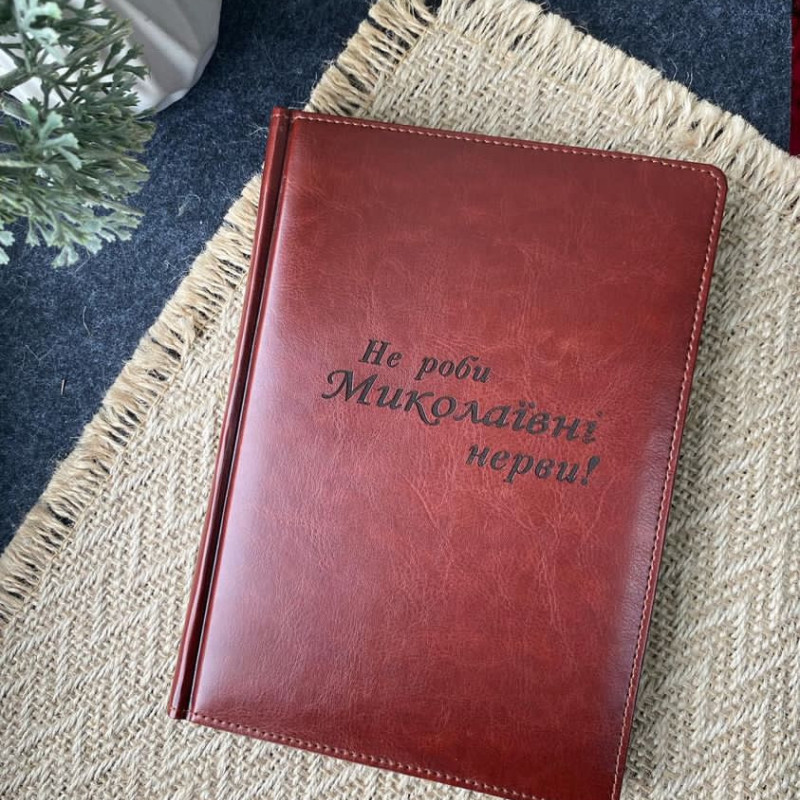 Не роби
Миколаївні
нерви!